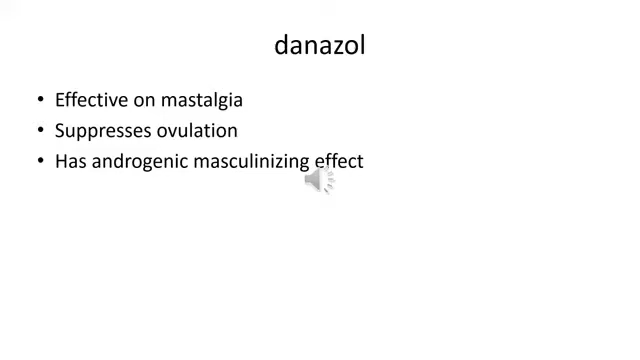 danazol
• Effective on mastalgia
• Suppresses ovulation
• Has androgenic masculinizing effect